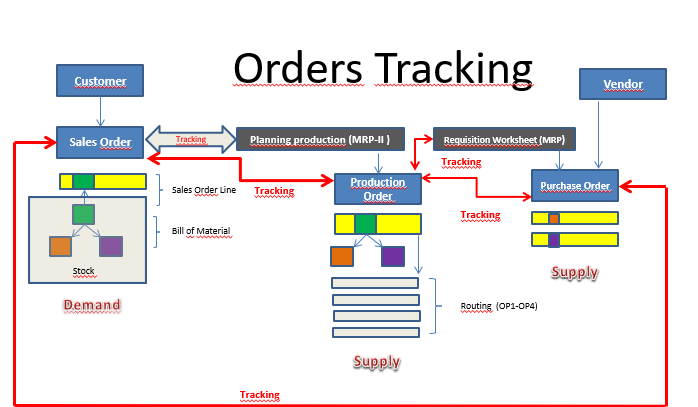 Orders Tracking
Customer
Vendor
Sales Order
Tracking
Planning production (MRP-II )
Requisition Worksheet (MRP)
Tracking
Production
Order
Purchase Order
Sales Order Line
Tracking
Tracking
Bill of Material
Stock
Supply
Demand
Routing (OP1-OP4)
Supply
Tracking